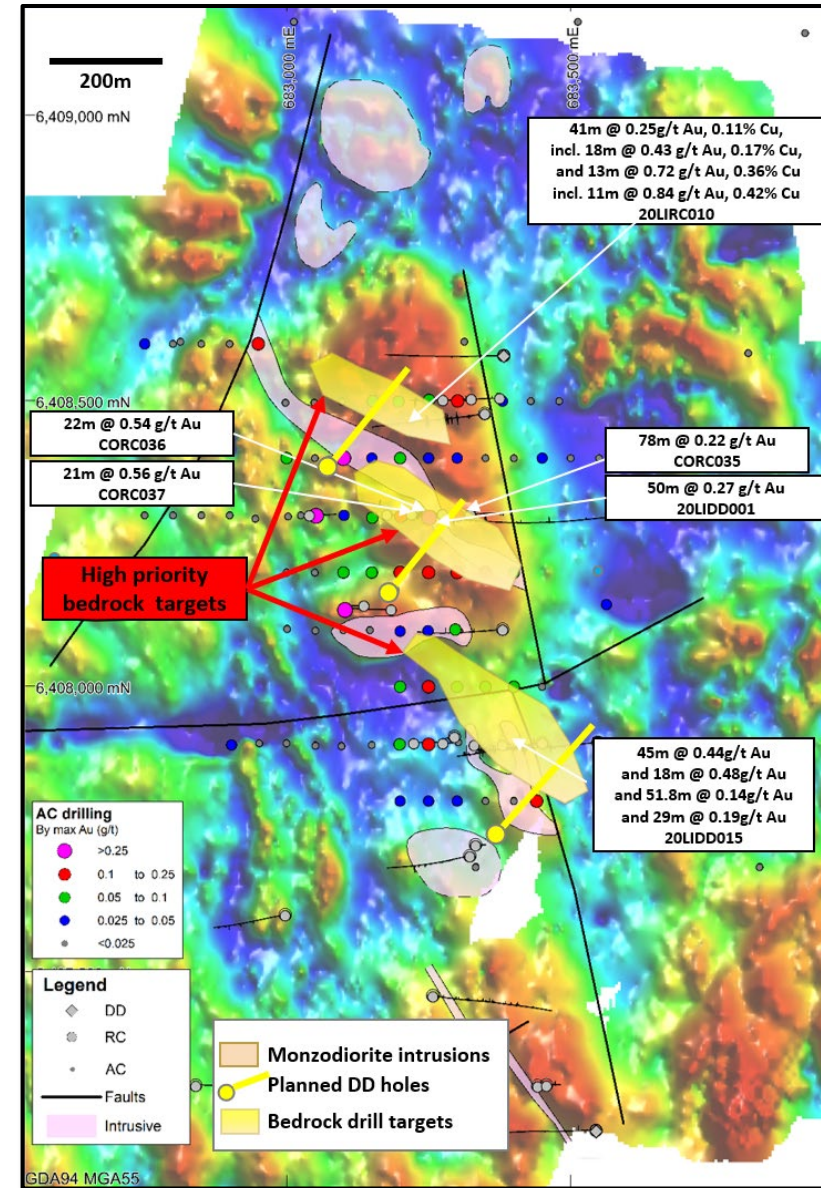 200m
683,000 mE
683,500 mE
6,409,000 mN
41m @ 0.25g/t Au, 0.11% Cu,
incl. 18m @ 0.43 g/t Au, 0.17% Cu,
and 13m @ 0.72 g/t Au, 0.36% Cu
incl. 11m @ 0.84 g/t Au, 0.42% Cu
20LIRC010
6,408,500 mN
22m @ 0.54 g/t Au
CORC036
21m @ 0.56 g/t Au
CORC037
78m @ 0.22 g/t Au
CORC035
50m @ 0.27 g/t Au
20LIDD001
High priority
bedrock targets
6,408,000 mN
45m @ 0.44g/t Au
and 18m @ 0.48g/t Au
and 51.8m @ 0.14g/t Au
and 29m @ 0.19g/t Au
20LIDD015
AC drilling
By max Au (g/t)
>0.25
0.1 to 0.25
0.05 to 0.1
0.025 to 0.05
<0.025
Legend
DD
RC
AC
Faults
Intrusive
Monzodiorite intrusions
Planned DD holes
Bedrock drill targets
GDA94 MGA55